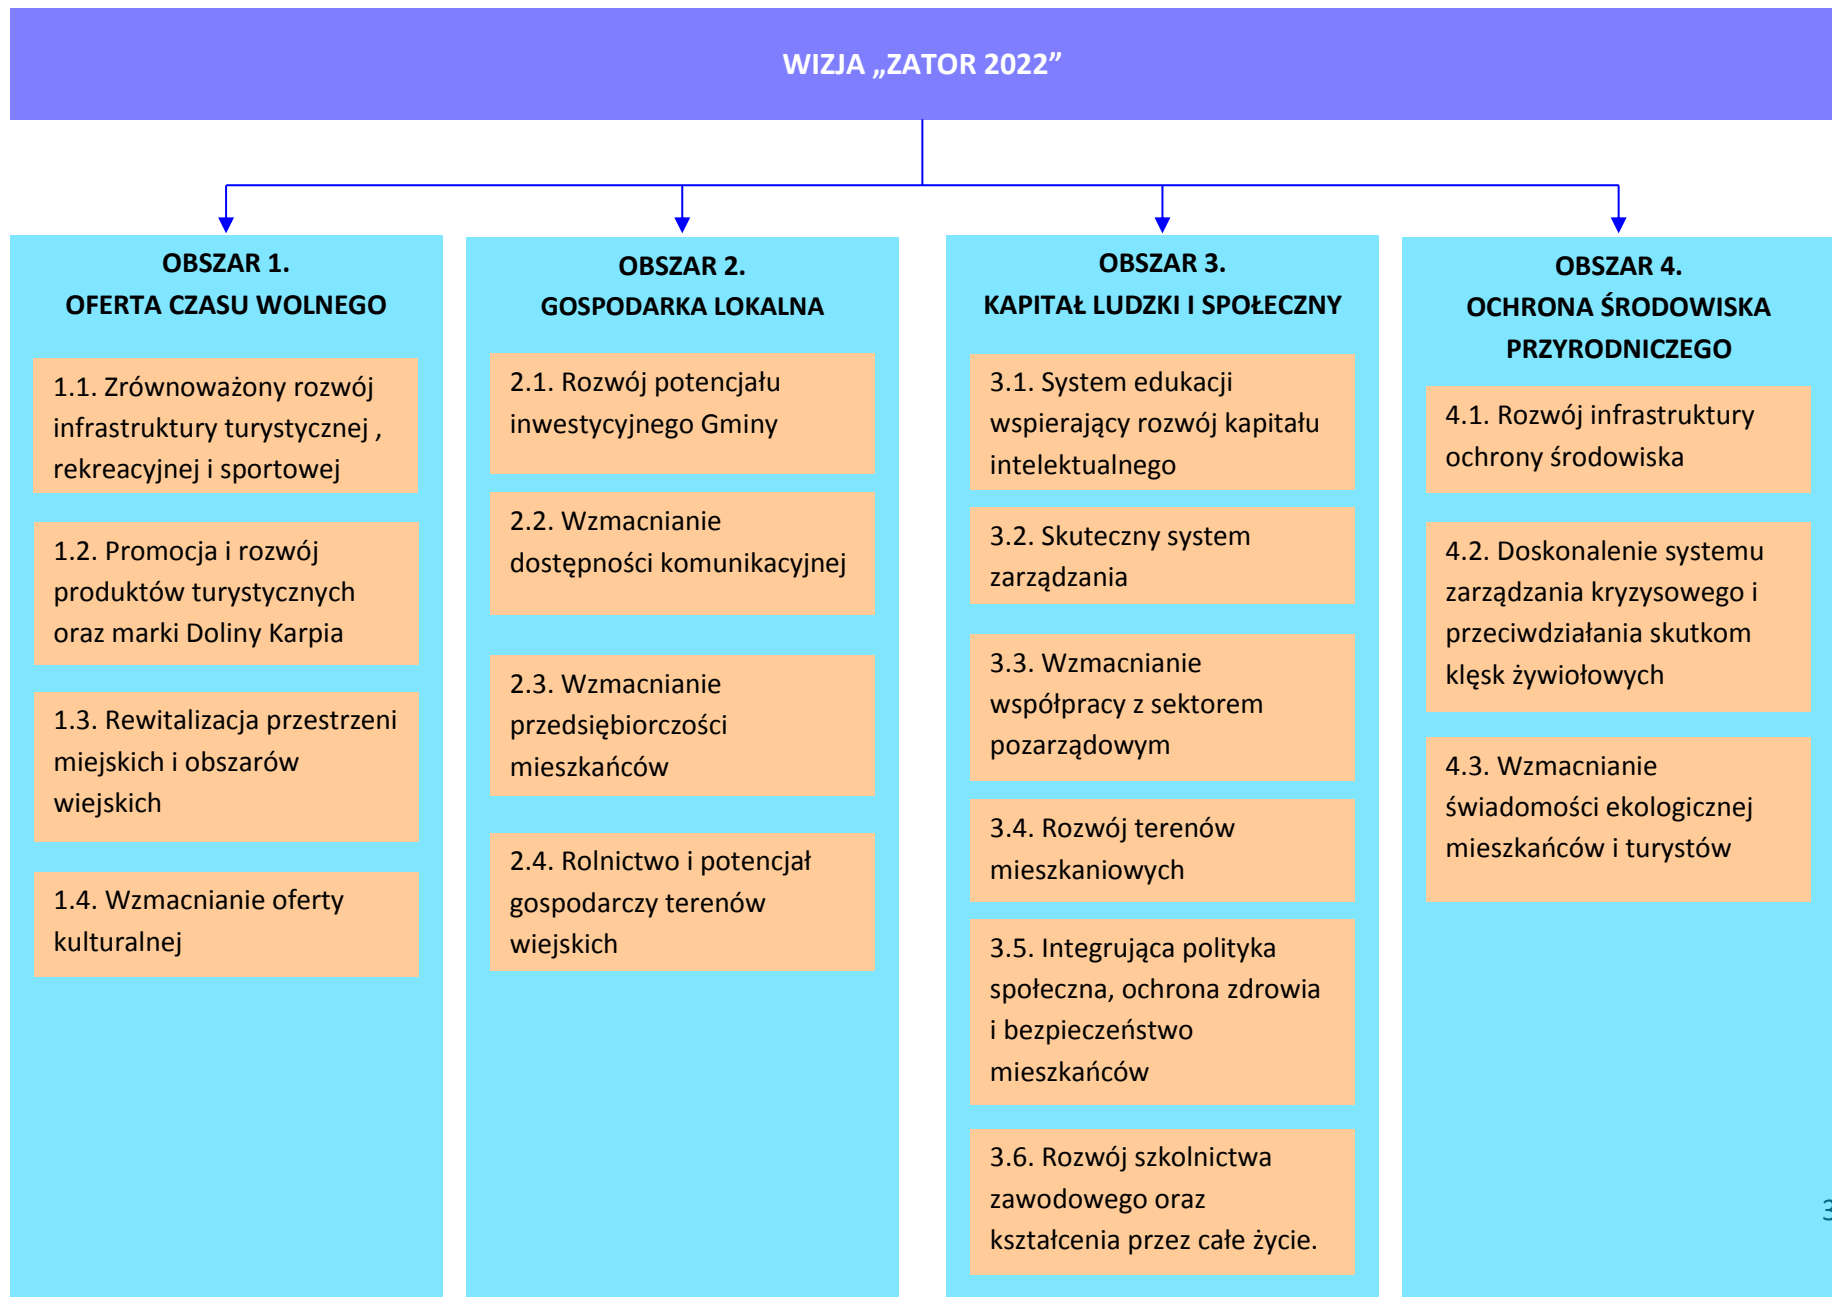 WIZJA „ZATOR 2022”
OBSZAR 1.
OFERTA CZASU WOLNEGO
1.1. Zrównoważony rozwój
infrastruktury turystycznej ,
rekreacyjnej i sportowej
1.2. Promocja i rozwój
produktów turystycznych
oraz marki Doliny Karpia
1.3. Rewitalizacja przestrzeni
miejskich i obszarów
wiejskich
1.4. Wzmacnianie oferty
kulturalnej
OBSZAR 2.
GOSPODARKA LOKALNA
2.1. Rozwój potencjału
inwestycyjnego Gminy
2.2. Wzmacnianie
dostępności komunikacyjnej
2.3. Wzmacnianie
przedsiębiorczości
mieszkańców
2.4. Rolnictwo i potencjał
gospodarczy terenów
wiejskich
OBSZAR 3.
KAPITAŁ LUDZKI I SPOŁECZNY
3.1. System edukacji
wspierający rozwój kapitału
intelektualnego
3.2. Skuteczny system
zarządzania
3.3. Wzmacnianie
współpracy z sektorem
pozarządowym
3.4. Rozwój terenów
mieszkaniowych
3.5. Integrująca polityka
społeczna, ochrona zdrowia
i bezpieczeństwo
mieszkańców
3.6. Rozwój szkolnictwa
zawodowego oraz
kształcenia przez całe życie.
OBSZAR 4.
OCHRONA ŚRODOWISKA
PRZYRODNICZEGO
4.1. Rozwój infrastruktury
ochrony środowiska
4.2. Doskonalenie systemu
zarządzania kryzysowego i
przeciwdziałania skutkom
klęsk żywiołowych
4.3. Wzmacnianie
świadomości ekologicznej
mieszkańców i turystów